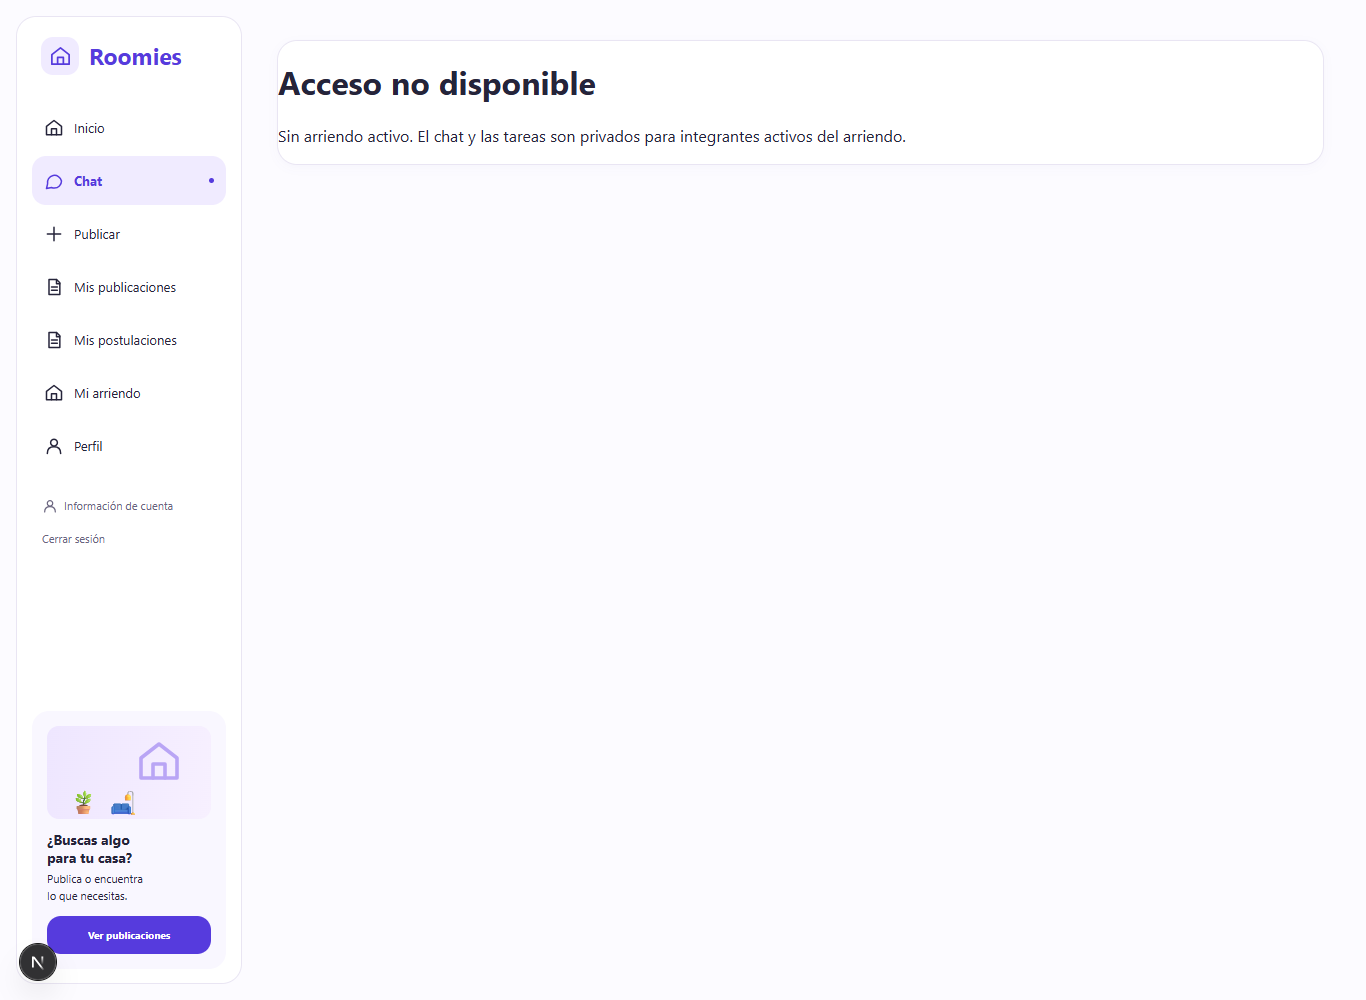 Roomies
Inicio
Chat
Publicar
Mis publicaciones
Mis postulaciones
Mi arriendo
Perfil
Información de cuenta
Cerrar sesión
¿Buscas algo
para tu casa?
Publica o encuentra
lo que necesitas.
Ver publicaciones
N
Acceso no disponible
Sin arriendo activo. El chat y las tareas son privados para integrantes activos del arriendo.